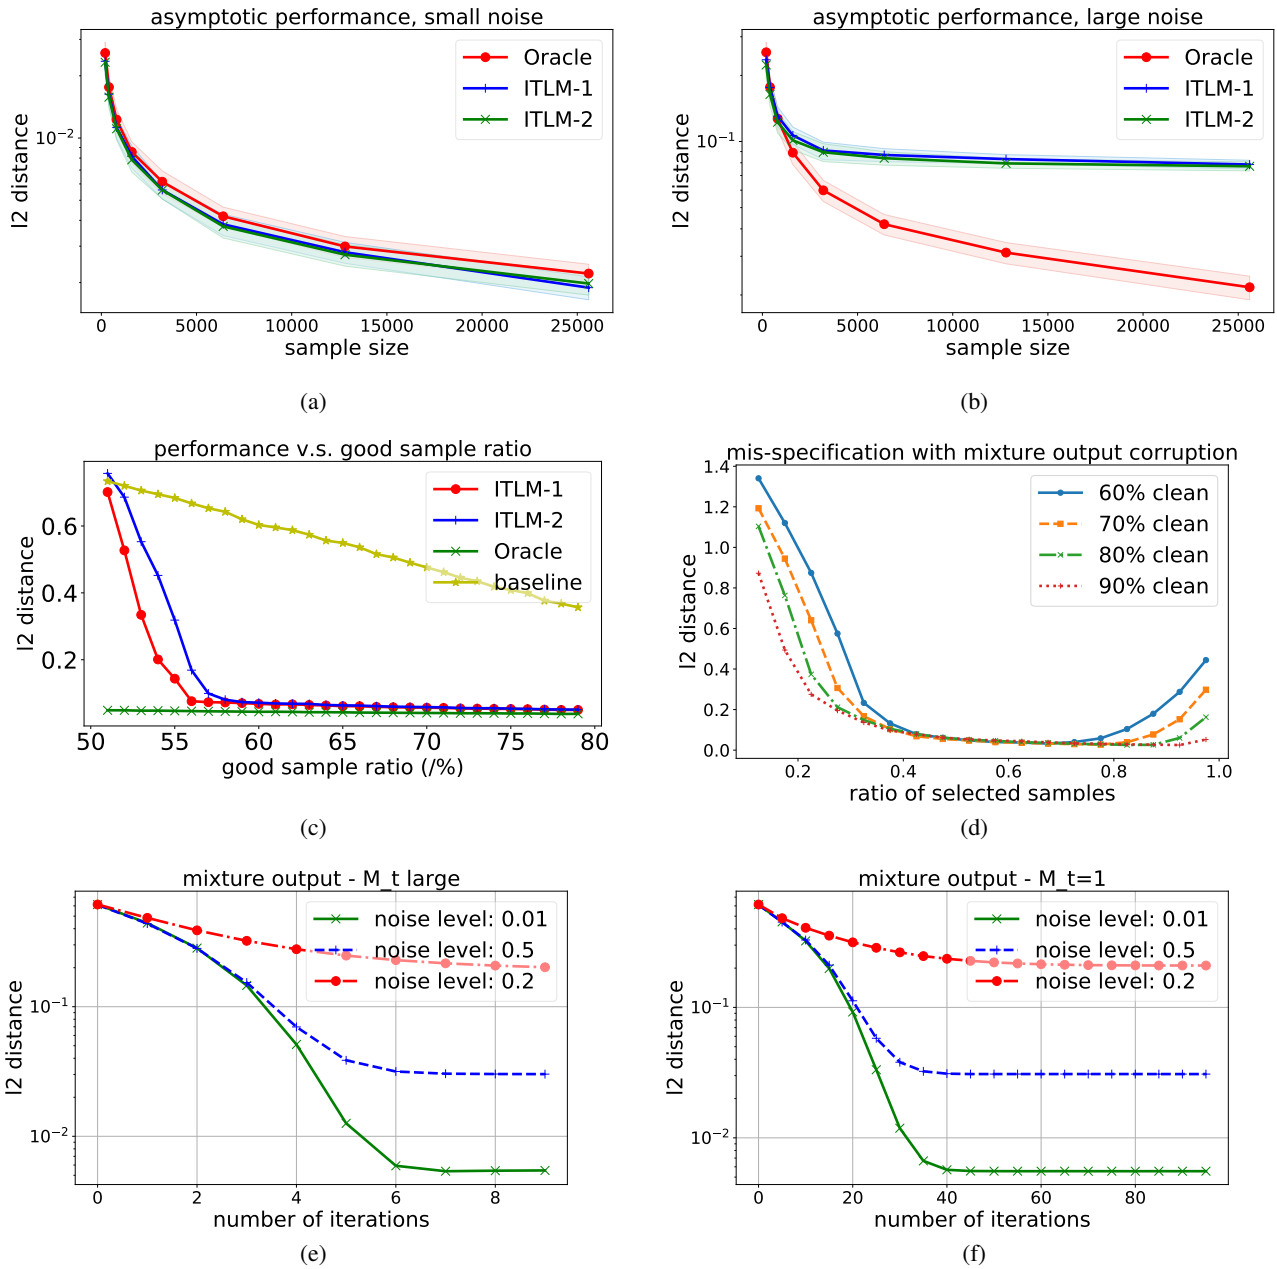 asymptotic performance, small noise
l2 distance
10⁻²
Oracle
ITLM-1
ITLM-2
0 5000 10000 15000 20000 25000
sample size
(a)
asymptotic performance, large noise
l2 distance
10⁻¹
Oracle
ITLM-1
ITLM-2
0 5000 10000 15000 20000 25000
sample size
(b)
performance v.s. good sample ratio
l2 distance
0.6
0.4
0.2
ITLM-1
ITLM-2
Oracle
baseline
50 55 60 65 70 75 80
good sample ratio (/%)
(c)
mis-specification with mixture output corruption
l2 distance
1.4
1.2
1.0
0.8
0.6
0.4
0.2
0.0
60% clean
70% clean
80% clean
90% clean
0.2 0.4 0.6 0.8 1.0
ratio of selected samples
(d)
mixture output - M_t large
l2 distance
10⁻¹
10⁻²
noise level: 0.01
noise level: 0.5
noise level: 0.2
0 2 4 6 8
number of iterations
(e)
mixture output - M_t=1
l2 distance
10⁻¹
10⁻²
noise level: 0.01
noise level: 0.5
noise level: 0.2
0 20 40 60 80
number of iterations
(f)